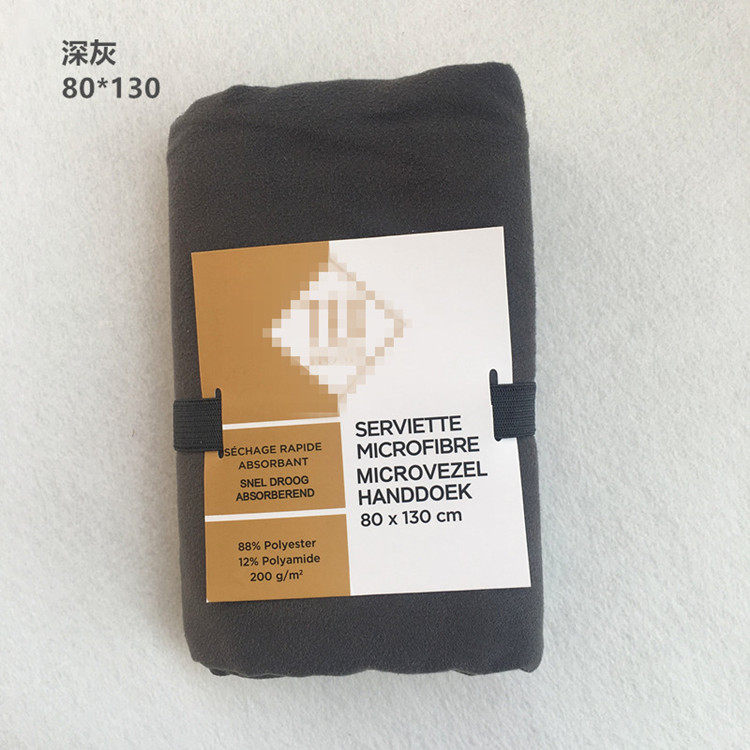 深灰
80*130
SÉCHAGE RAPIDE
ABSORBANT
SNEL DROOG
ABSORBEREND
88% Polyester
12% Polyamide
200 g/m²
SERVIETTE
MICROFIBRE
MICROVEZEL
HANDDOEK
80 x 130 cm